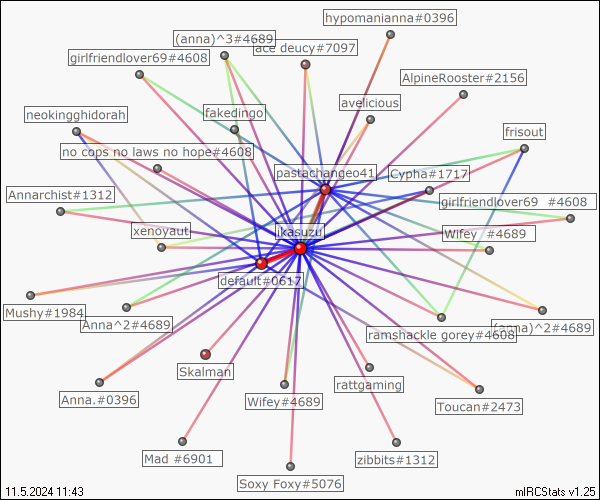 hypomanianna#0396
(anna)^3#4689
ace deucy#7097
girlfriendlover69#4608
AlpineRooster#2156
avelicious
neokingghidorah
fakedingo
frisout
no cops no laws no hope#4608
pastachangeo41
Cypha#1717
Annarchist#1312
girlfriendlover69 #4608
xenoyaut
jkasuzu
Wifey #4689
default#0617
Mushy#1984
Anna^2#4689
ramshackle gorey#4608
(anna)^2#4689
Skalman
rattgaming
Anna.#0396
Wifey#4689
Toucan#2473
Mad #6901
zibbits#1312
Soxy Foxy#5076
11.5.2024 11:43
mIRCStats v1.25